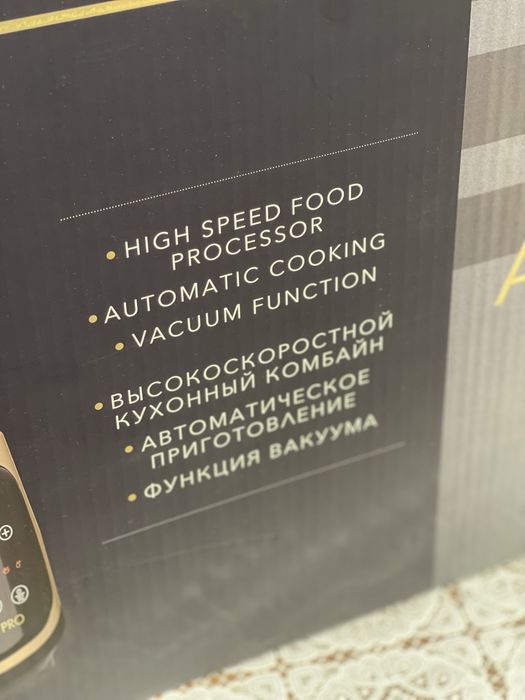 • HIGH SPEED FOOD
PROCESSOR
• AUTOMATIC COOKING
• VACUUM FUNCTION
• ВЫСОКОСКОРОСТНОЙ
КУХОННЫЙ КОМБАЙН
• АВТОМАТИЧЕСКОЕ
ПРИГОТОВЛЕНИЕ
• ФУНКЦИЯ ВАКУУМА
PRO